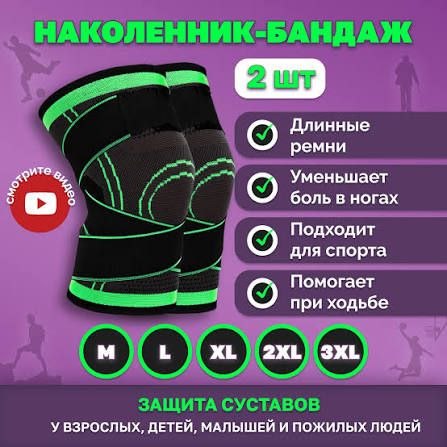 НАКОЛЕННИК-БАНДАЖ
2 шт
Длинные
ремни
Уменьшает
боль в ногах
Подходит
для спорта
Помогает
при ходьбе
смотрите видео
M L XL 2XL 3XL
ЗАЩИТА СУСТАВОВ
У ВЗРОСЛЫХ, ДЕТЕЙ, МАЛЫШЕЙ И ПОЖИЛЫХ ЛЮДЕЙ